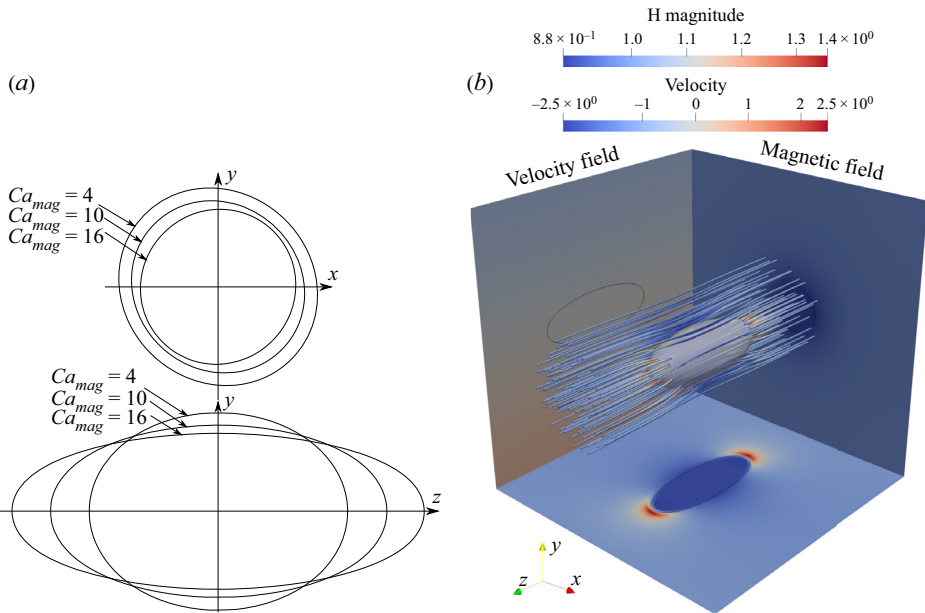 (a)
y
Ca_mag = 4
Ca_mag = 10
Ca_mag = 16
x
Ca_mag = 4
Ca_mag = 10
Ca_mag = 16
y
z
(b)
H magnitude
8.8 × 10⁻¹ 1.0 1.1 1.2 1.3 1.4 × 10⁰
Velocity
−2.5 × 10⁰ −1 0 1 2 2.5 × 10⁰
Velocity field
Magnetic field
y
z
x